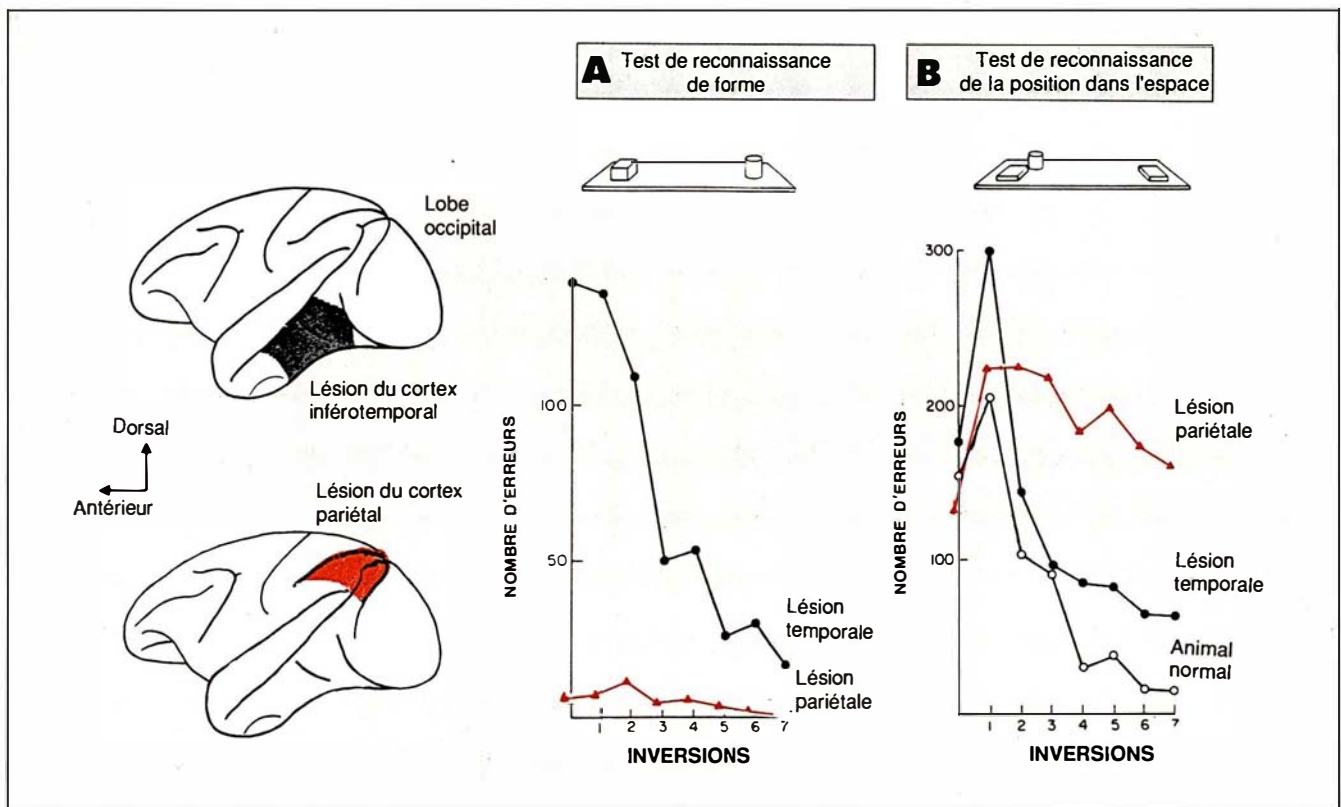 A Test de reconnaissance
de forme
B Test de reconnaissance
de la position dans l'espace
Lobe
occipital
Lésion du cortex
inférotemporal
Dorsal
Antérieur
Lésion du cortex
pariétal
NOMBRE D'ERREURS
100
50
Lésion
temporale
Lésion
pariétale
1 2 3 4 5 6 7
INVERSIONS
NOMBRE D'ERREURS
300
200
100
Lésion
pariétale
Lésion
temporale
Animal
normal
1 2 3 4 5 6 7
INVERSIONS